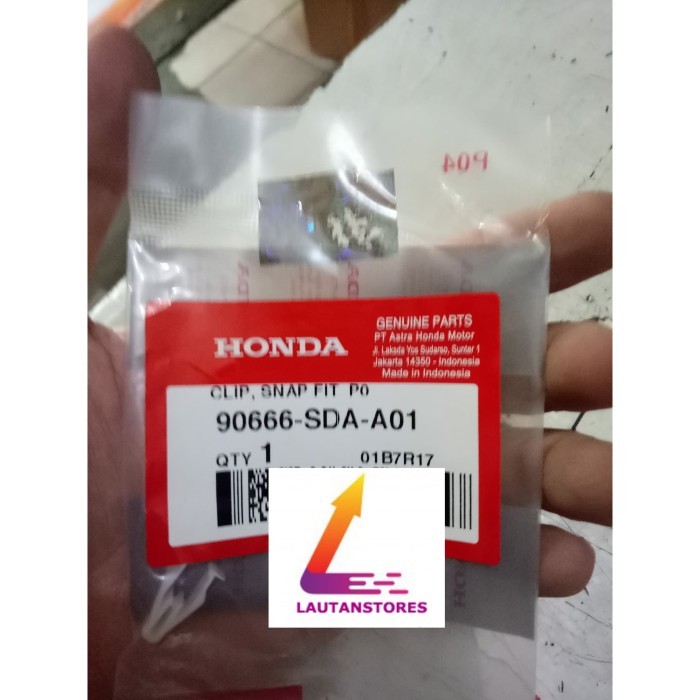 P04
HONDA
GENUINE PARTS
PT Astra Honda Motor
Jl. Laksda Yos Sudarso, Sunter 1
Jakarta 14350 - Indonesia
Made in Indonesia
CLIP, SNAP FIT P0
90666-SDA-A01
QTY 1 01B7R17
LAUTANSTORES